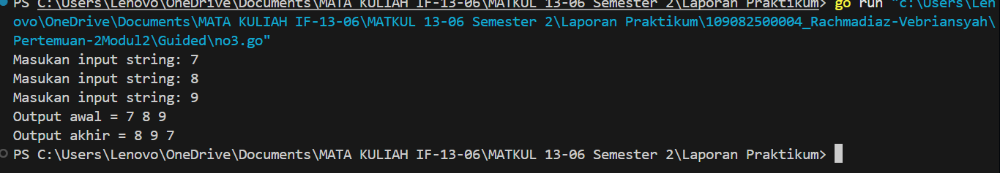 PS C:\Users\Lenovo\OneDrive\Documents\MATA KULIAH IF-13-06\MATKUL 13-06 Semester 2\Laporan Praktikum> go run "c:\Users\Len
ovo\OneDrive\Documents\MATA KULIAH IF-13-06\MATKUL 13-06 Semester 2\Laporan Praktikum\109082500004_Rachmadiaz-Vebriansyah\
Pertemuan-2Modul2\Guided\no3.go"
Masukan input string: 7
Masukan input string: 8
Masukan input string: 9
Output awal = 7 8 9
Output akhir = 8 9 7
PS C:\Users\Lenovo\OneDrive\Documents\MATA KULIAH IF-13-06\MATKUL 13-06 Semester 2\Laporan Praktikum>